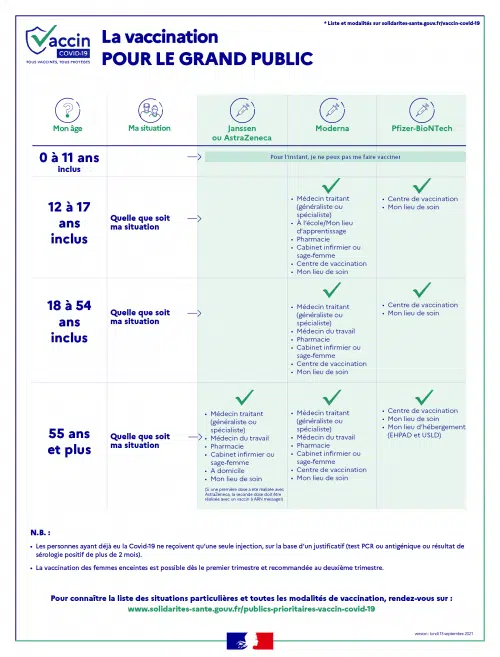 * Liste et modalités sur solidarites-sante.gouv.fr/vaccin-covid-19
Vaccin
COVID-19
TOUS VACCINÉS, TOUS PROTÉGÉS
La vaccination
POUR LE GRAND PUBLIC
Mon âge
Ma situation
Janssen
ou AstraZeneca
Moderna
Pfizer-BioNTech
0 à 11 ans
inclus
Pour l'instant, je ne peux pas me faire vacciner
12 à 17
ans
inclus
Quelle que soit
ma situation
• Médecin traitant
(généraliste ou
spécialiste)
• À l'école/Mon lieu
d'apprentissage
• Pharmacie
• Cabinet infirmier ou
sage-femme
• Centre de vaccination
• Mon lieu de soin
• Centre de vaccination
• Mon lieu de soin
18 à 54
ans
inclus
Quelle que soit
ma situation
• Médecin traitant
(généraliste ou
spécialiste)
• Médecin du travail
• Pharmacie
• Cabinet infirmier ou
sage-femme
• Centre de vaccination
• Mon lieu de soin
• Centre de vaccination
• Mon lieu de soin
55 ans
et plus
Quelle que soit
ma situation
• Médecin traitant
(généraliste ou
spécialiste)
• Médecin du travail
• Pharmacie
• Cabinet infirmier ou
sage-femme
• A domicile
• Mon lieu de soin
(Si une première dose a été réalisée avec
AstraZeneca, la seconde dose doit être
réalisée avec un vaccin à ARN messager)
• Médecin traitant
(généraliste ou
spécialiste)
• Médecin du travail
• Pharmacie
• Cabinet infirmier ou
sage-femme
• Centre de vaccination
• Mon lieu de soin
• Centre de vaccination
• Mon lieu de soin
• Mon lieu d'hébergement
(EHPAD et USLD)
N.B. :
• Les personnes ayant déjà eu la Covid-19 ne reçoivent qu'une seule injection, sur la base d'un justificatif (test PCR ou antigénique ou résultat de
sérologie positif de plus de 2 mois).
• La vaccination des femmes enceintes est possible dès le premier trimestre et recommandée au deuxième trimestre.
Pour connaître la liste des situations particulières et toutes les modalités de vaccination, rendez-vous sur :
www.solidarites-sante.gouv.fr/publics-prioritaires-vaccin-covid-19
version : lundi 13 septembre 2021